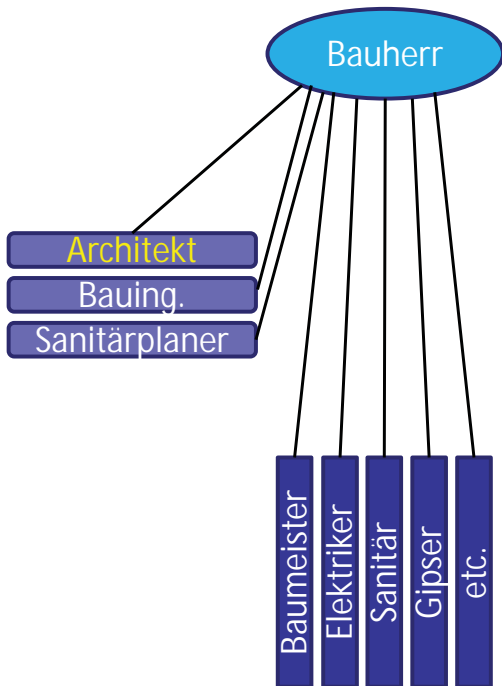 Bauherr
Architekt
Bauing.
Sanitärplaner
Baumeister
Elektriker
Sanitär
Gipser
etc.